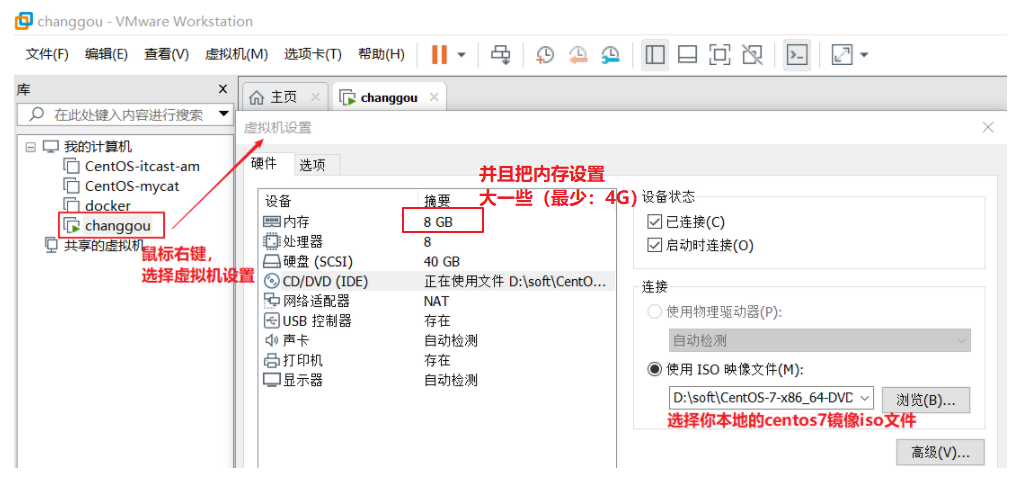 changgou - VMware Workstation
文件(F) 编辑(E) 查看(V) 虚拟机(M) 选项卡(T) 帮助(H)
库 X
主页 × changgou ×
在此处键入内容进行搜索
虚拟机设置
我的计算机
硬件 选项
CentOS-itcast-am
CentOS-mycat
docker
changgou
共享的虚拟机
鼠标右键，
选择虚拟机设置
并且把内存设置
大一些（最少：4G）
设备 摘要
内存 8 GB
处理器 8
硬盘 (SCSI) 40 GB
CD/DVD (IDE) 正在使用文件 D:\soft\CentO...
网络适配器 NAT
USB 控制器 存在
声卡 自动检测
打印机 存在
显示器 自动检测
设备状态
已连接(C)
启动时连接(O)
连接
使用物理驱动器(P):
自动检测
使用 ISO 映像文件(M):
D:\soft\CentOS-7-x86_64-DVD 浏览(B)...
选择你本地的centos7镜像iso文件
高级(V)...